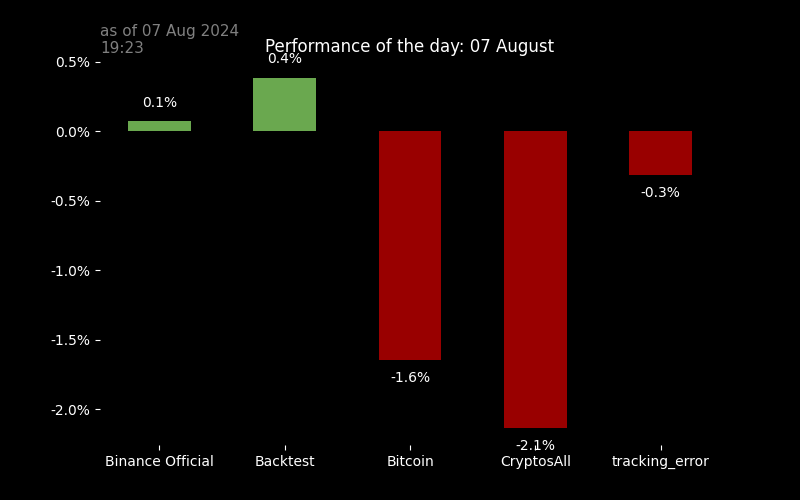 as of 07 Aug 2024
19:23
Performance of the day: 07 August
0.5%
0.0%
-0.5%
-1.0%
-1.5%
-2.0%
0.1%
0.4%
-1.6%
-2.1%
-0.3%
Binance Official
Backtest
Bitcoin
CryptosAll
tracking_error